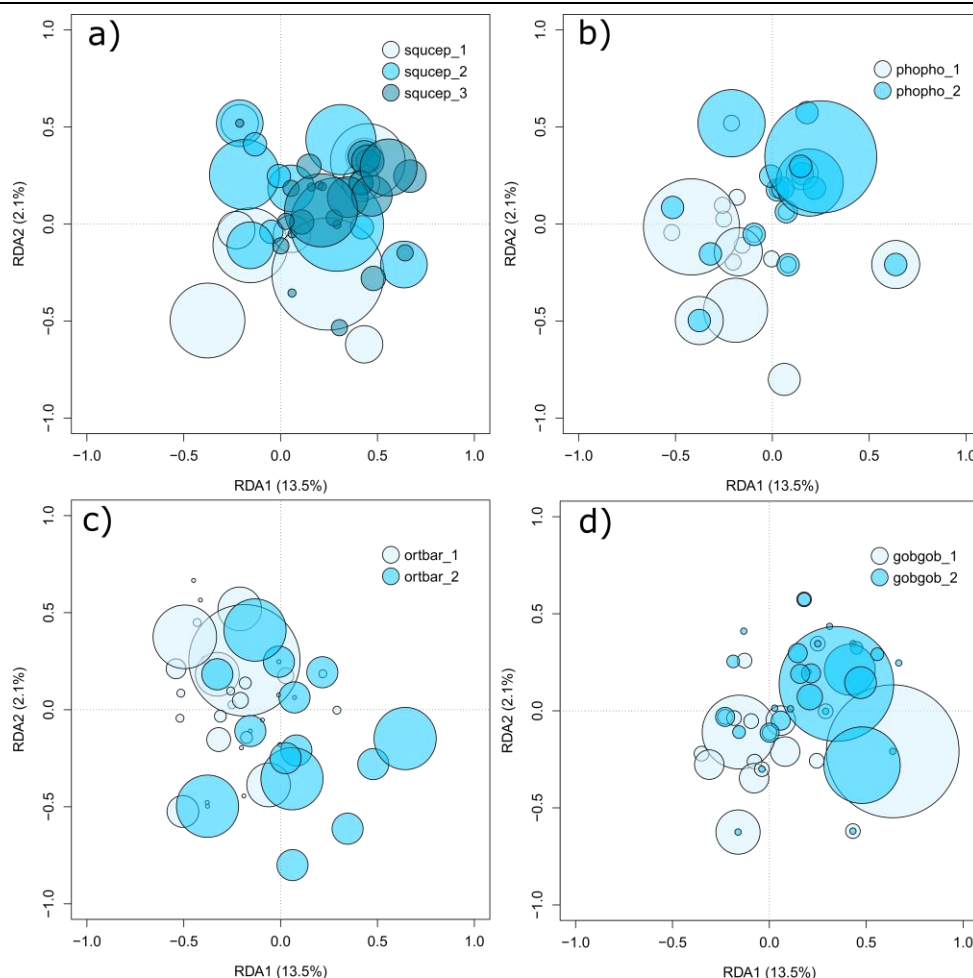 a)
squcep_1
squcep_2
squcep_3
1.0
0.5
0.0
−0.5
−1.0
RDA2 (2.1%)
−1.0 −0.5 0.0 0.5 1.0
RDA1 (13.5%)
b)
phopho_1
phopho_2
1.0
0.5
0.0
−0.5
−1.0
RDA2 (2.1%)
−1.0 −0.5 0.0 0.5 1.0
RDA1 (13.5%)
c)
ortbar_1
ortbar_2
1.0
0.5
0.0
−0.5
−1.0
RDA2 (2.1%)
−1.0 −0.5 0.0 0.5 1.0
RDA1 (13.5%)
d)
gobgob_1
gobgob_2
1.0
0.5
0.0
−0.5
−1.0
RDA2 (2.1%)
−1.0 −0.5 0.0 0.5 1.0
RDA1 (13.5%)